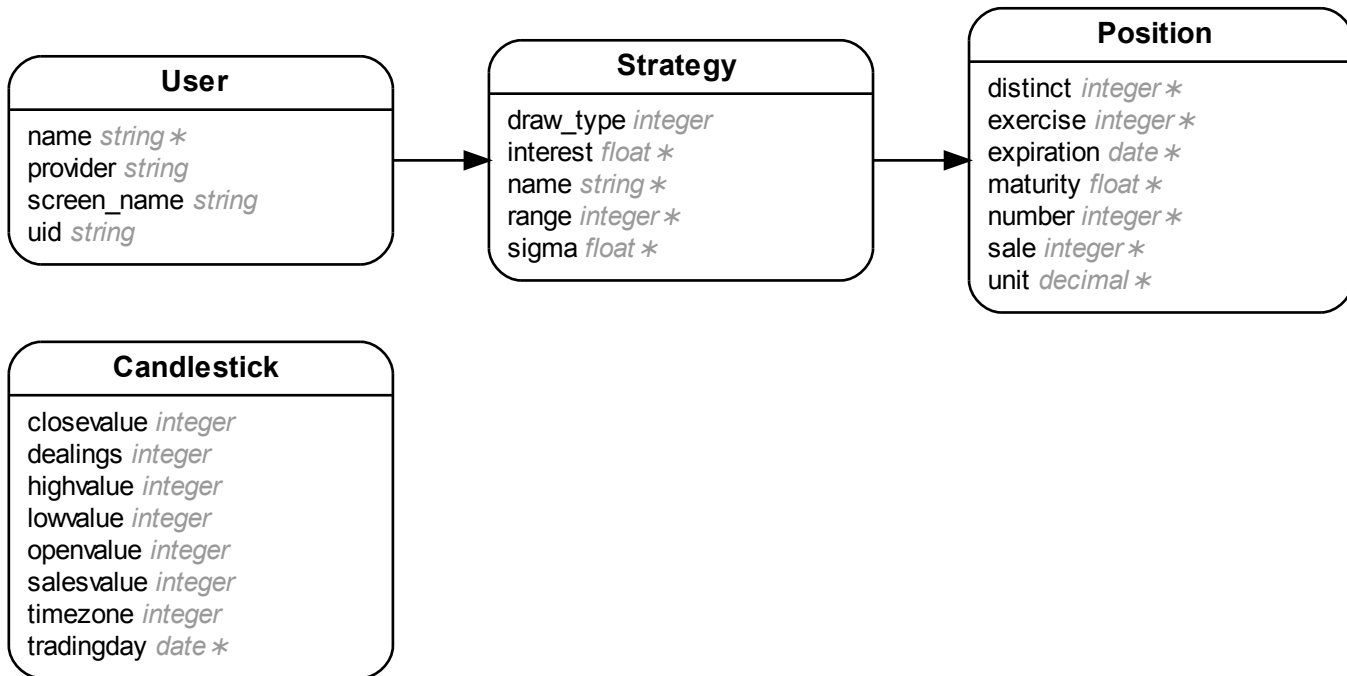 User
name string ∗
provider string
screen_name string
uid string
Strategy
draw_type integer
interest float ∗
name string ∗
range integer ∗
sigma float ∗
Position
distinct integer ∗
exercise integer ∗
expiration date ∗
maturity float ∗
number integer ∗
sale integer ∗
unit decimal ∗
Candlestick
closevalue integer
dealings integer
highvalue integer
lowvalue integer
openvalue integer
salesvalue integer
timezone integer
tradingday date ∗